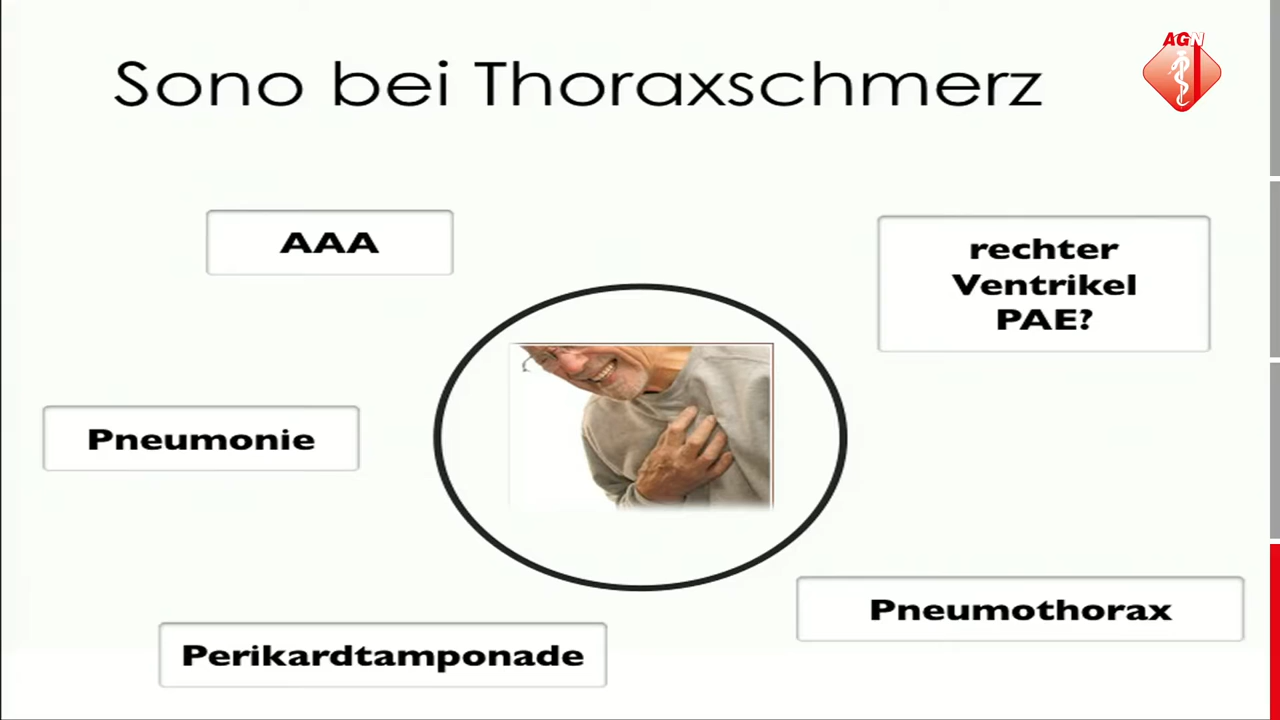 AGN
Sono bei Thoraxschmerz
AAA
rechter
Ventrikel
PAE?
Pneumonie
Pneumothorax
Perikardtamponade